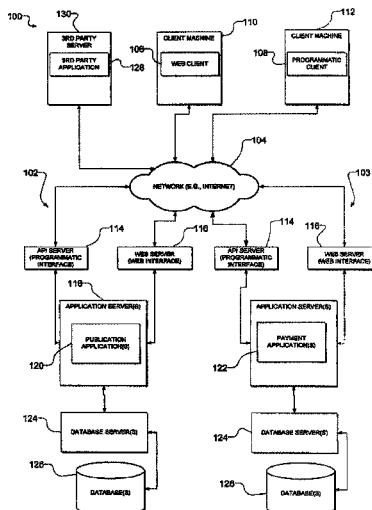 100
130
3RD PARTY SERVER
3RD PARTY APPLICATION
128
110
CLIENT MACHINE
106
WEB CLIENT
112
CLIENT MACHINE
108
PROGRAMMATIC CLIENT
104
NETWORK (E.G., INTERNET)
102
103
114
API SERVER (PROGRAMMATIC INTERFACE)
116
WEB SERVER (WEB INTERFACE)
114
API SERVER (PROGRAMMATIC INTERFACE)
116
WEB SERVER (WEB INTERFACE)
118
APPLICATION SERVER(S)
120
PUBLICATION APPLICATION(S)
APPLICATION SERVER(S)
122
PAYMENT APPLICATION(S)
124
DATABASE SERVER(S)
124
DATABASE SERVER(S)
126
DATABASE(S)
126
DATABASE(S)